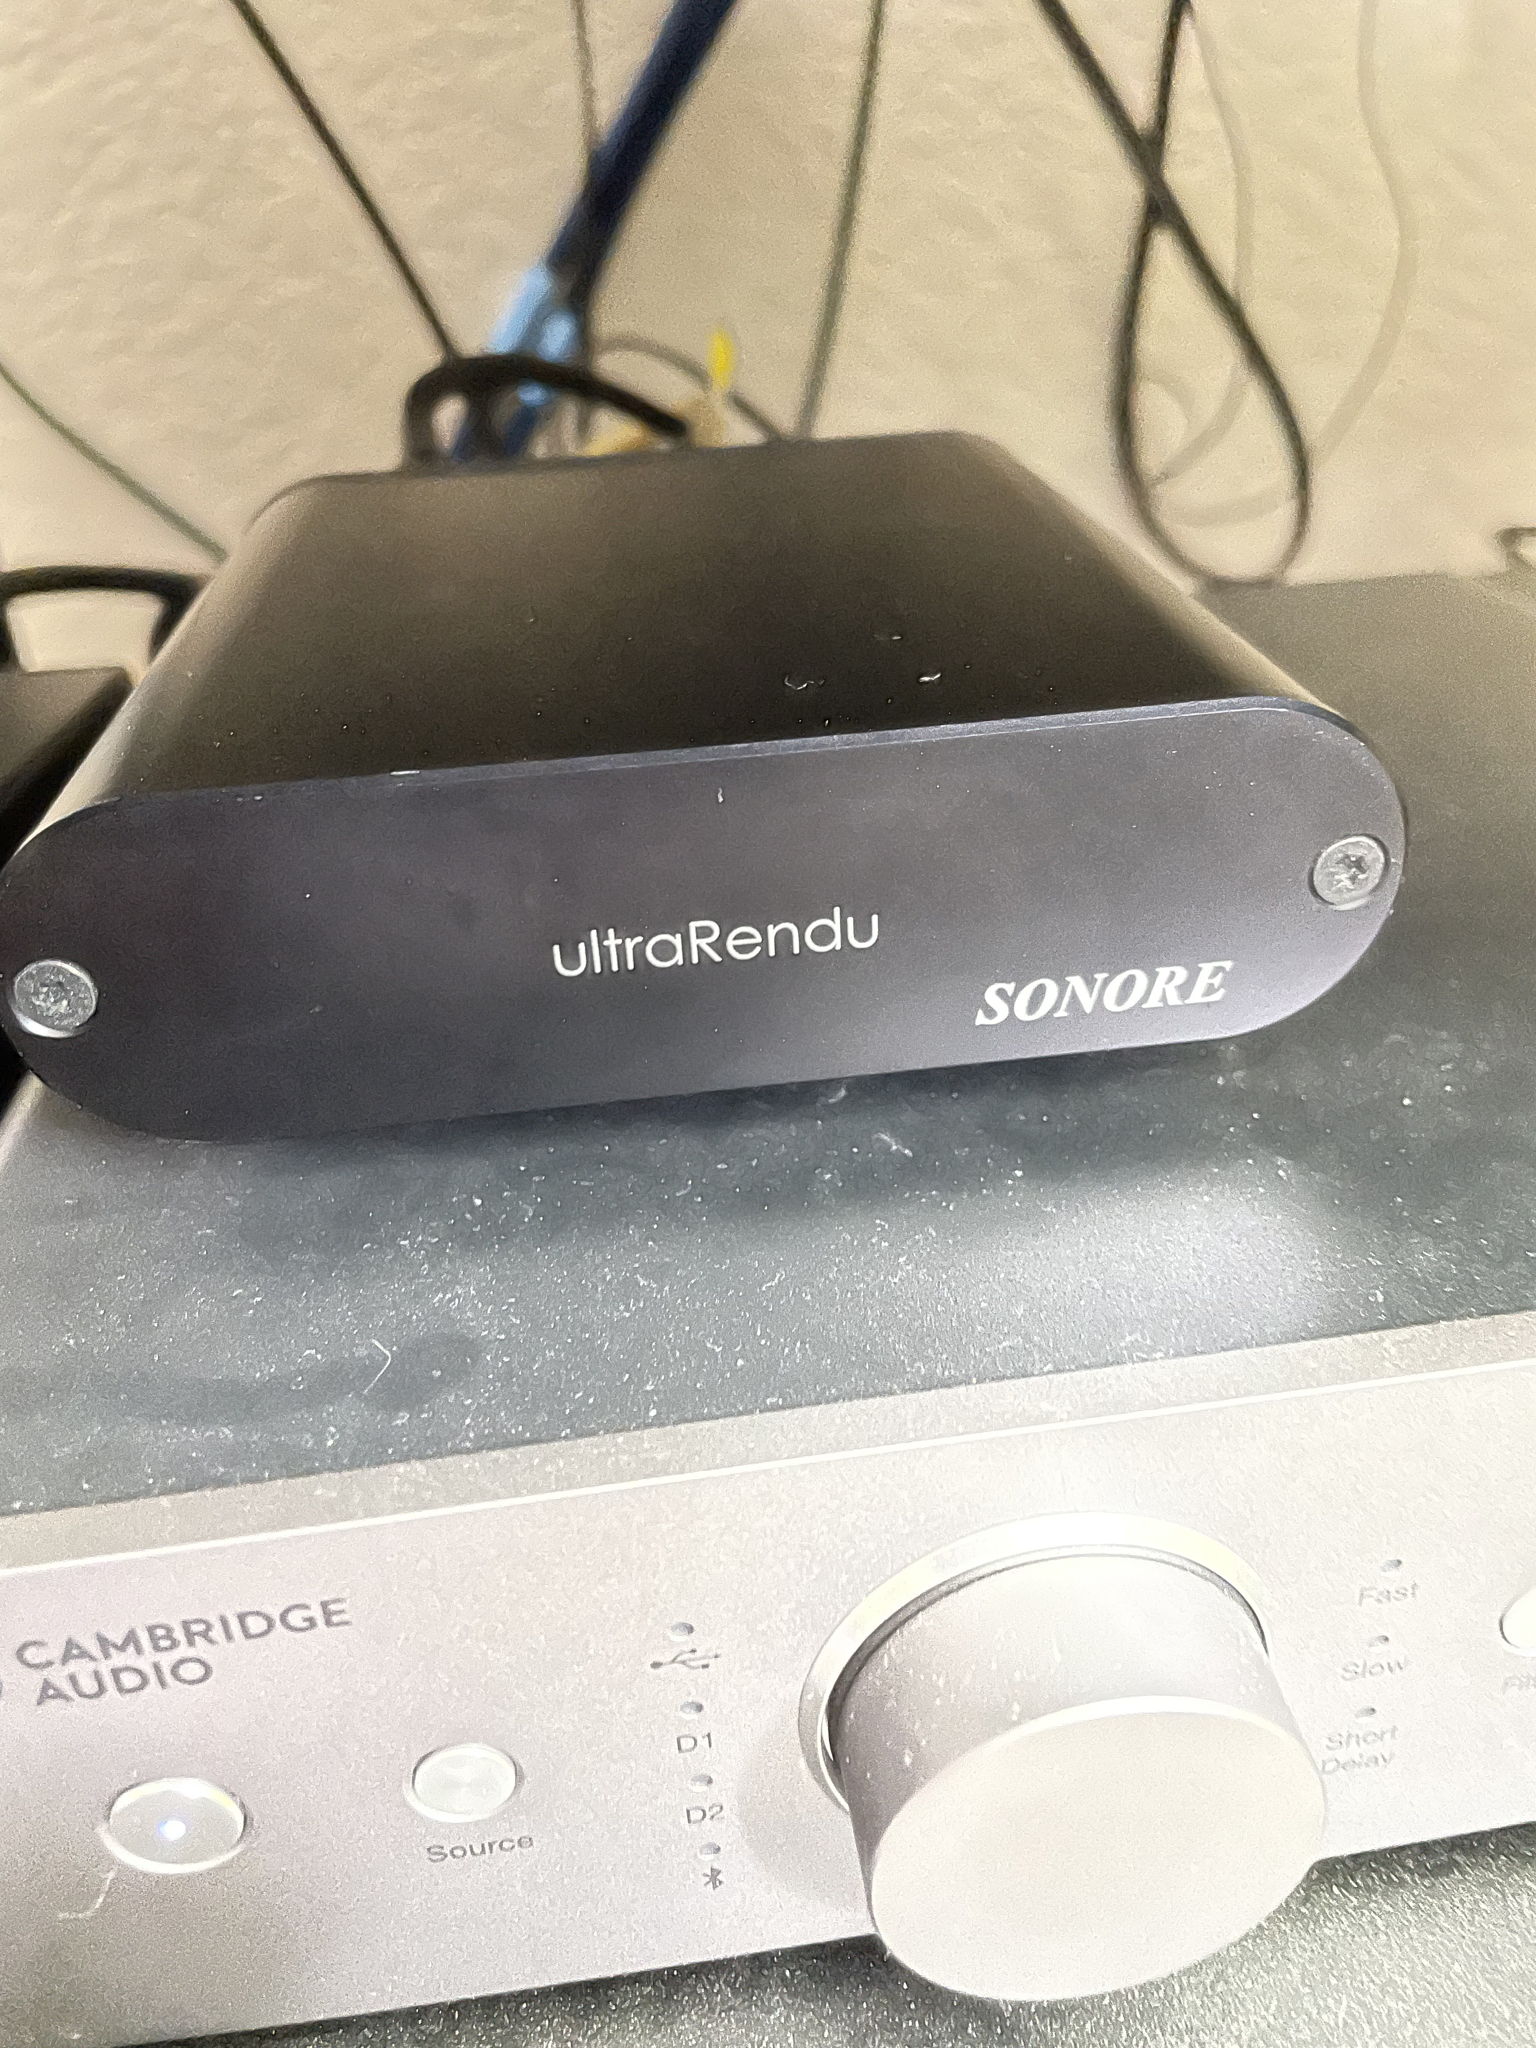 ultraRendu
SONORE
CAMBRIDGE
AUDIO
Source
D1
D2
Fast
Slow
Short
Delay